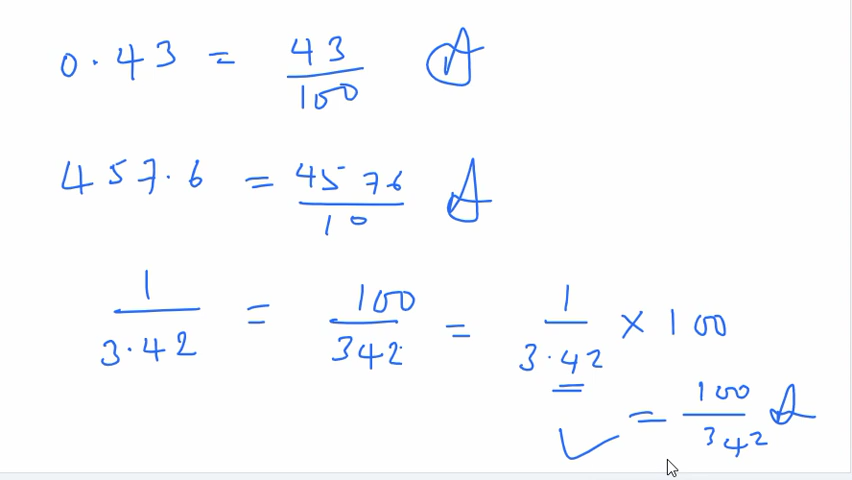 0.43 = 43/100 A
457.6 = 4576/10 A
1/3.42 = 100/342 = 1/3.42 × 100
✓ = 100/342 A